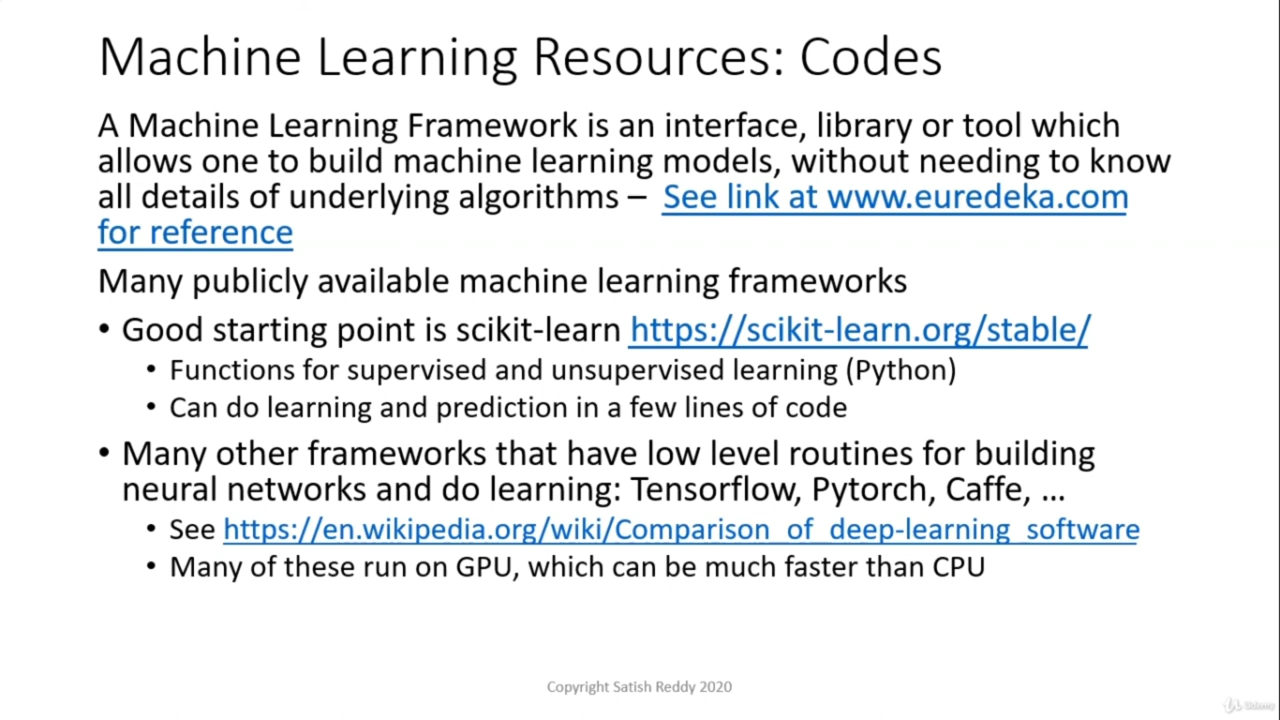 Machine Learning Resources: Codes
A Machine Learning Framework is an interface, library or tool which
allows one to build machine learning models, without needing to know
all details of underlying algorithms – See link at www.euredeka.com
for reference
Many publicly available machine learning frameworks
• Good starting point is scikit-learn https://scikit-learn.org/stable/
• Functions for supervised and unsupervised learning (Python)
• Can do learning and prediction in a few lines of code
• Many other frameworks that have low level routines for building
neural networks and do learning: Tensorflow, Pytorch, Caffe, ...
• See https://en.wikipedia.org/wiki/Comparison_of_deep-learning_software
• Many of these run on GPU, which can be much faster than CPU
Copyright Satish Reddy 2020
Udemy